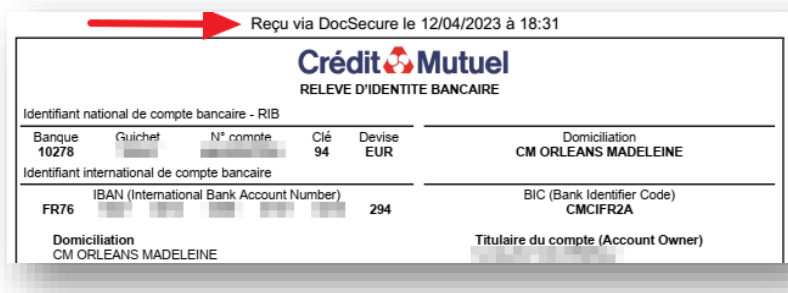 Reçu via DocSecure le 12/04/2023 à 18:31
Crédit Mutuel
RELEVE D'IDENTITE BANCAIRE
Identifiant national de compte bancaire - RIB
Banque Guichet N° compte Clé Devise Domiciliation
10278 94 EUR CM ORLEANS MADELEINE
Identifiant international de compte bancaire
IBAN (International Bank Account Number) BIC (Bank Identifier Code)
FR76 294 CMCIFR2A
Domiciliation Titulaire du compte (Account Owner)
CM ORLEANS MADELEINE